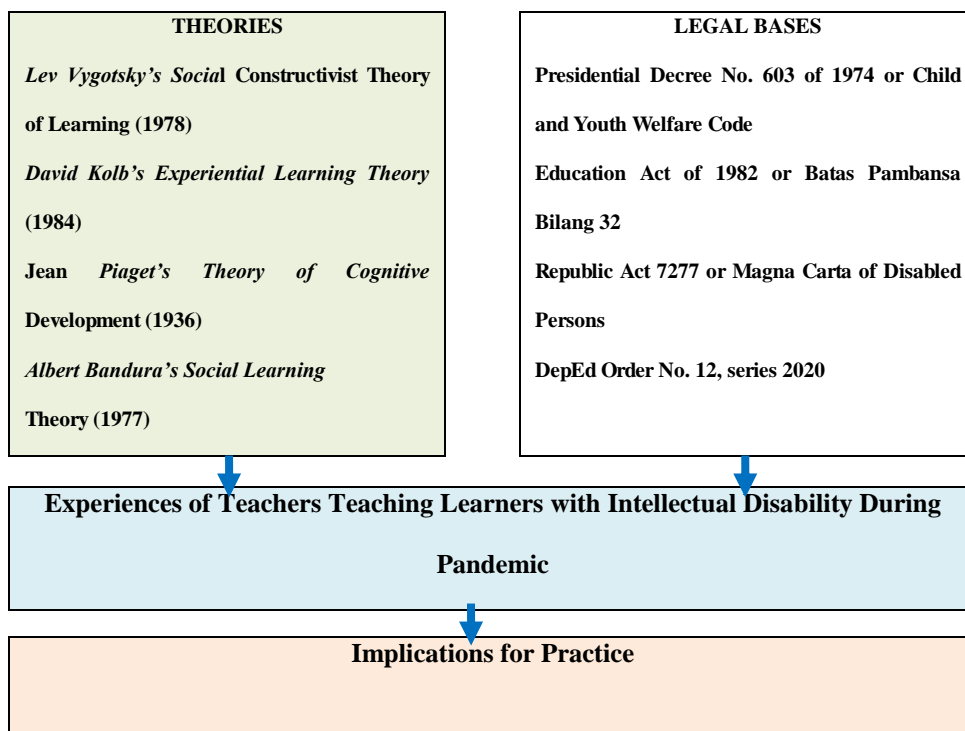 THEORIES
Lev Vygotsky’s Social Constructivist Theory
of Learning (1978)
David Kolb’s Experiential Learning Theory
(1984)
Jean Piaget’s Theory of Cognitive
Development (1936)
Albert Bandura’s Social Learning
Theory (1977)
LEGAL BASES
Presidential Decree No. 603 of 1974 or Child
and Youth Welfare Code
Education Act of 1982 or Batas Pambansa
Bilang 32
Republic Act 7277 or Magna Carta of Disabled
Persons
DepEd Order No. 12, series 2020
Experiences of Teachers Teaching Learners with Intellectual Disability During
Pandemic
Implications for Practice